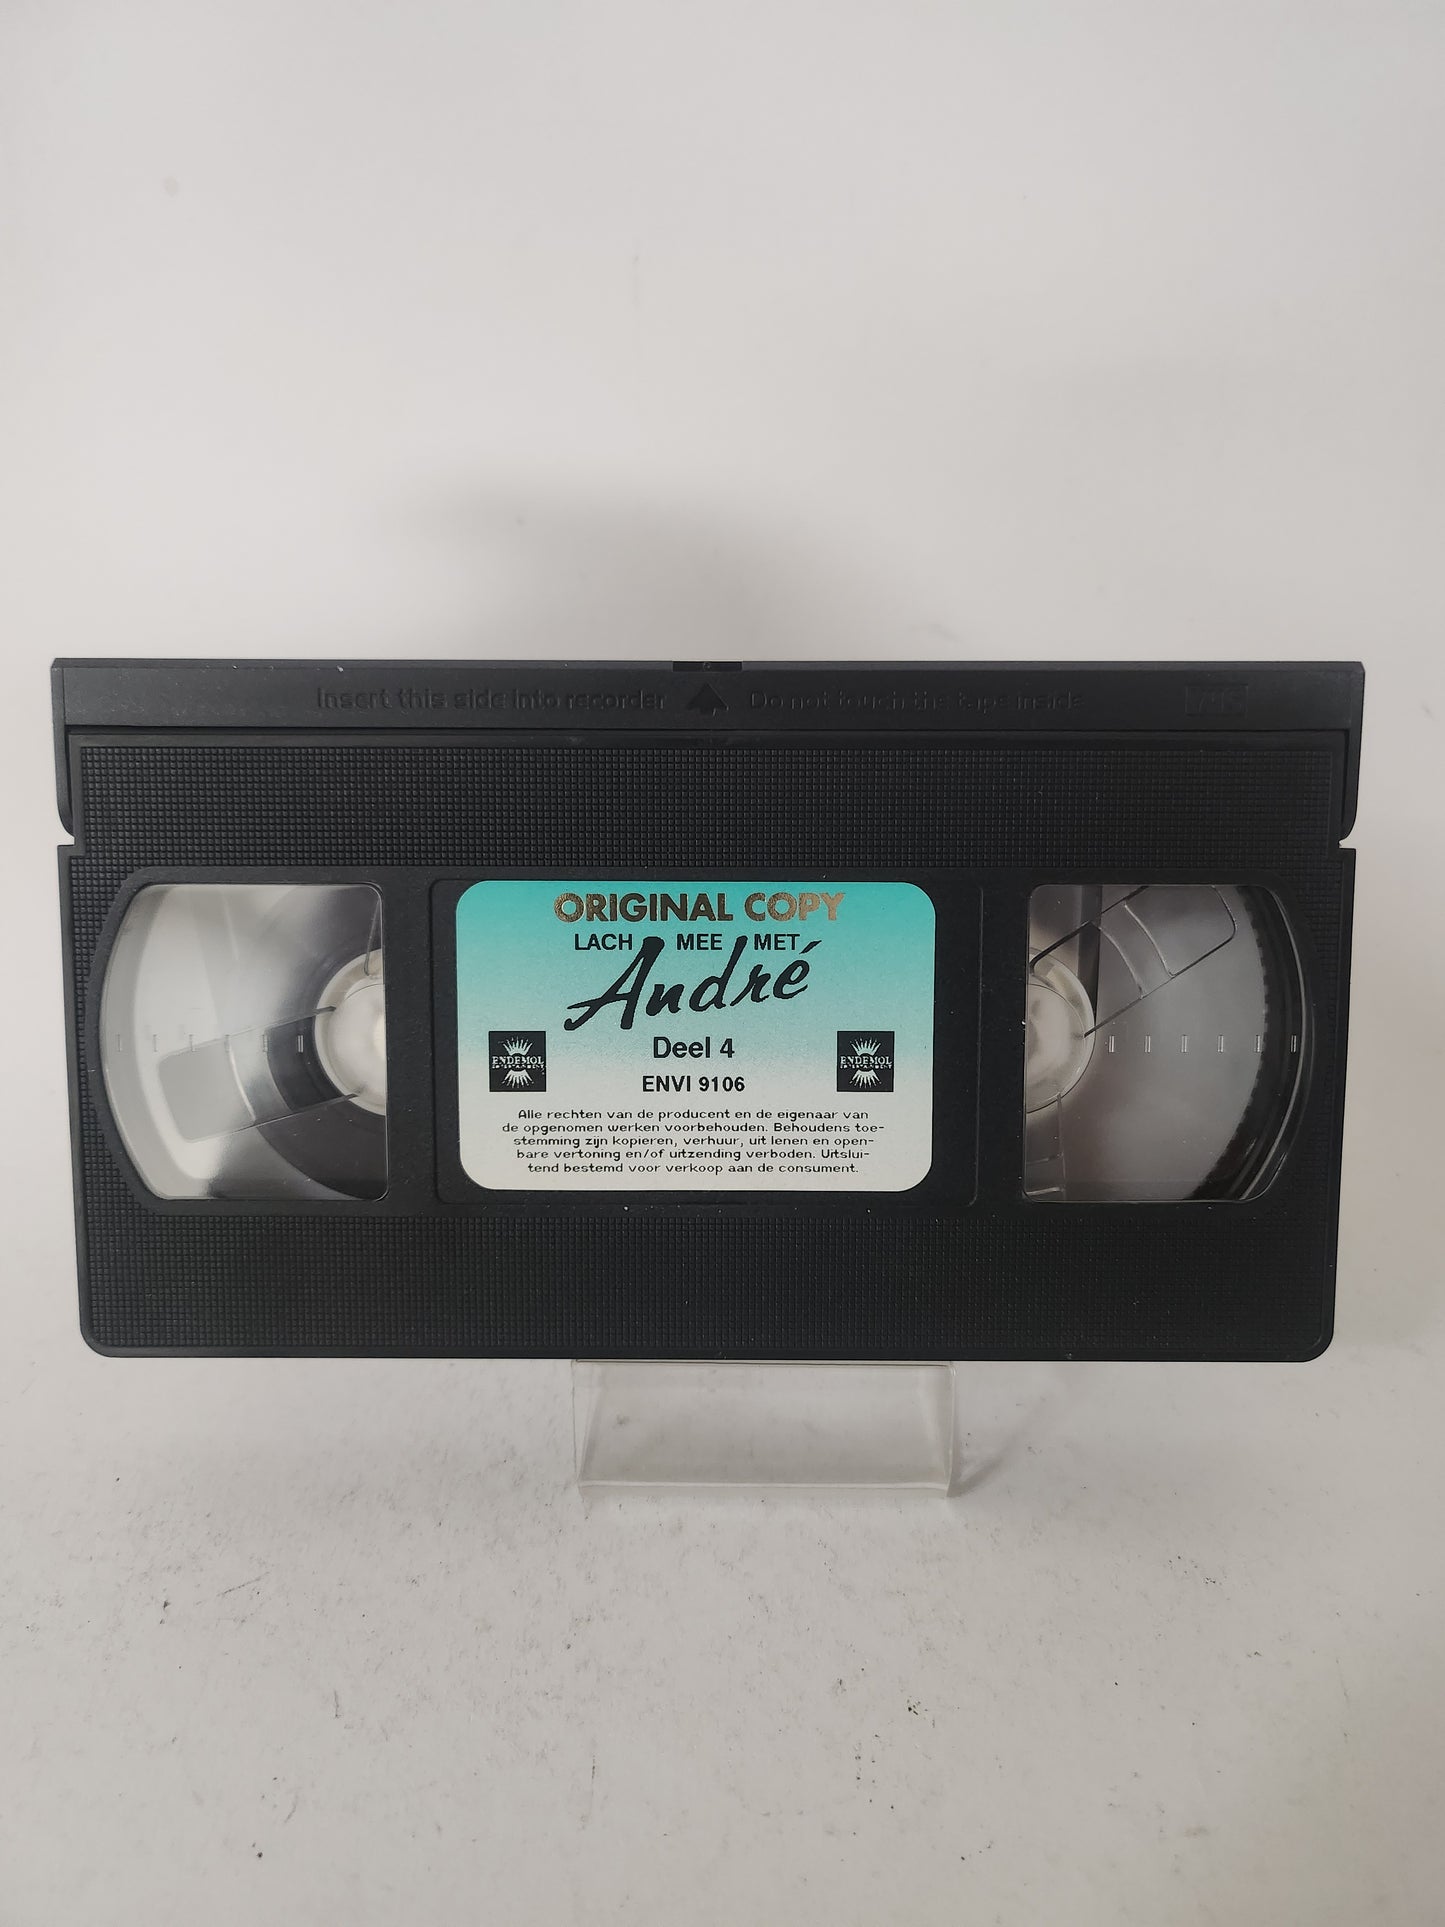 Insert this side into recorder ▲ Do not touch the tape inside VHS
ORIGINAL COPY
LACH MEE MET
André
Deel 4
ENDEMOL ENDEMOL
ENVI 9106
Alle rechten van de producent en de eigenaar van
de opgenomen werken voorbehouden. Behoudens toe-
stemming zijn kopieren, verhuur, uit lenen en open-
bare vertoning en/of uitzending verboden. Uitslui-
tend bestemd voor verkoop aan de consument.